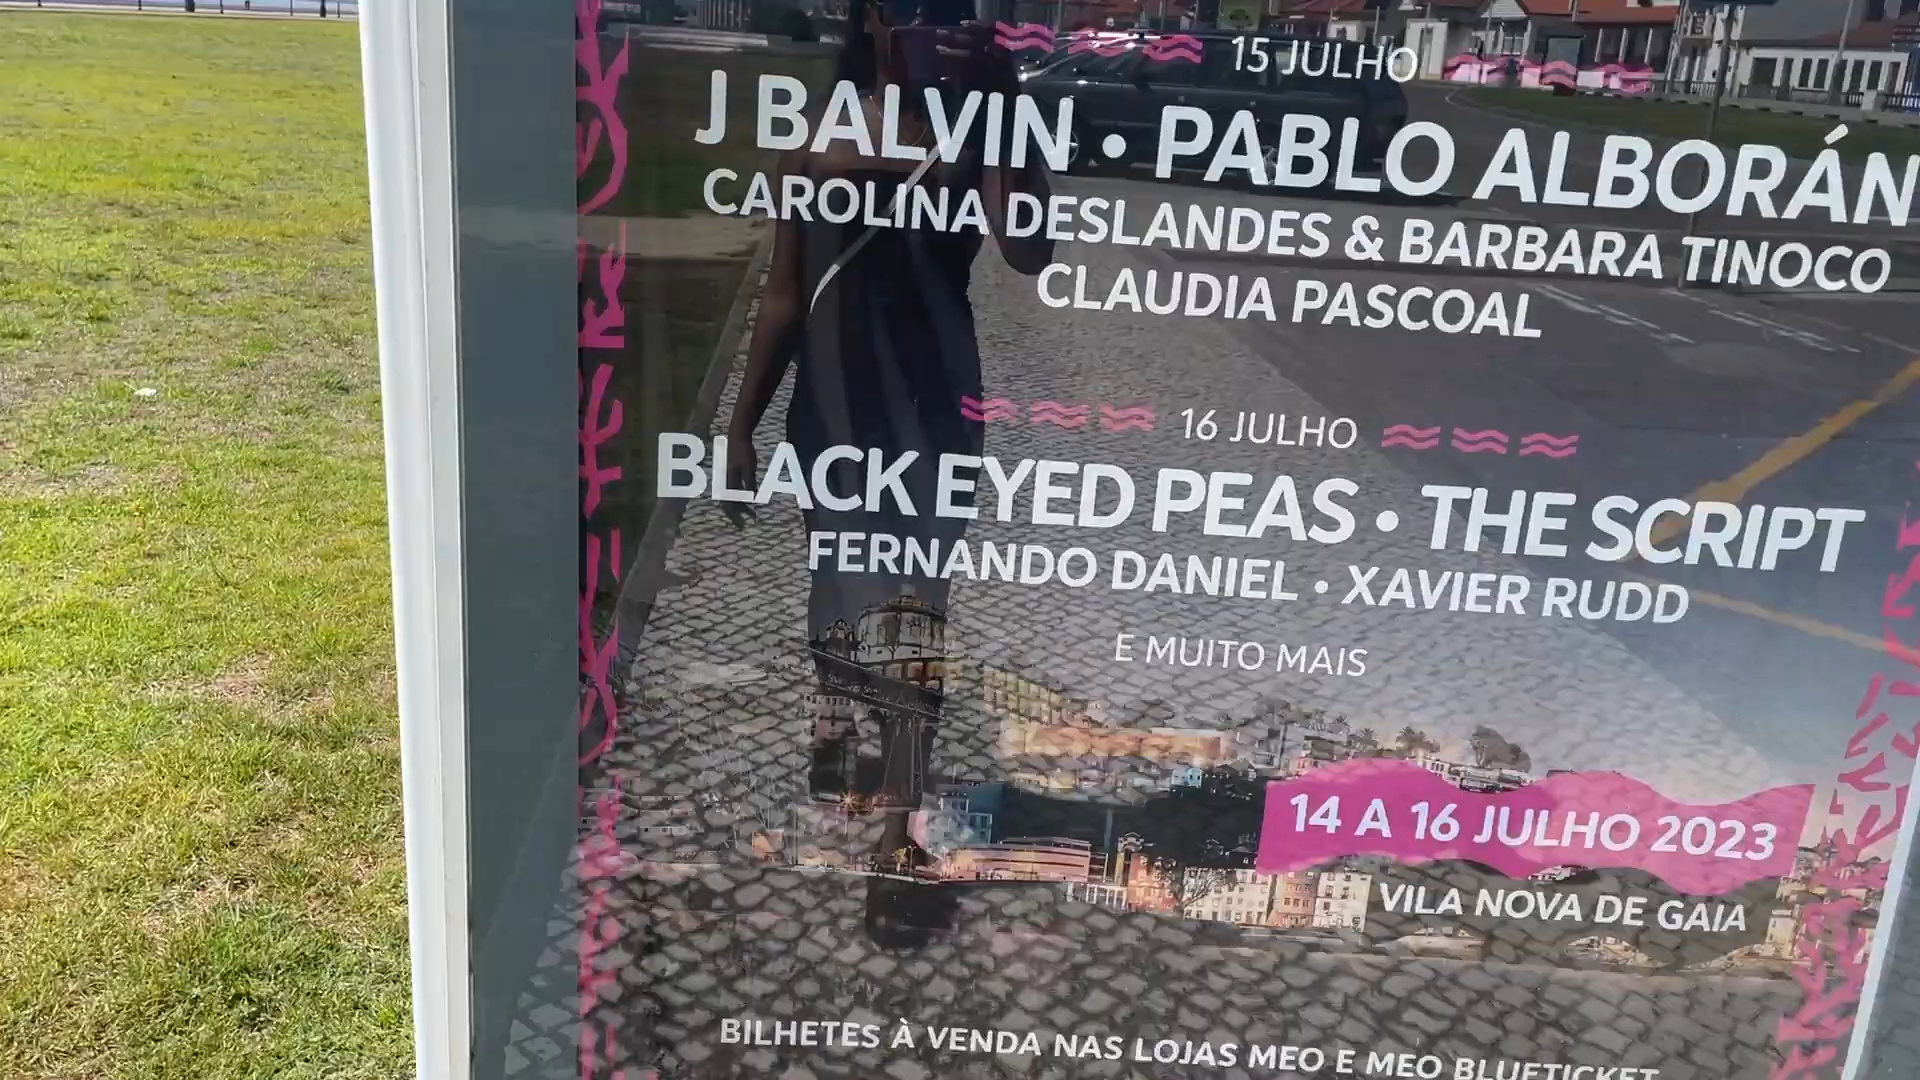 15 JULHO
J BALVIN • PABLO ALBORÁN
CAROLINA DESLANDES & BARBARA TINOCO
CLAUDIA PASCOAL
16 JULHO
BLACK EYED PEAS • THE SCRIPT
FERNANDO DANIEL • XAVIER RUDD
E MUITO MAIS
14 A 16 JULHO 2023
VILA NOVA DE GAIA
BILHETES À VENDA NAS LOJAS MEO E MEO BLUETICKET